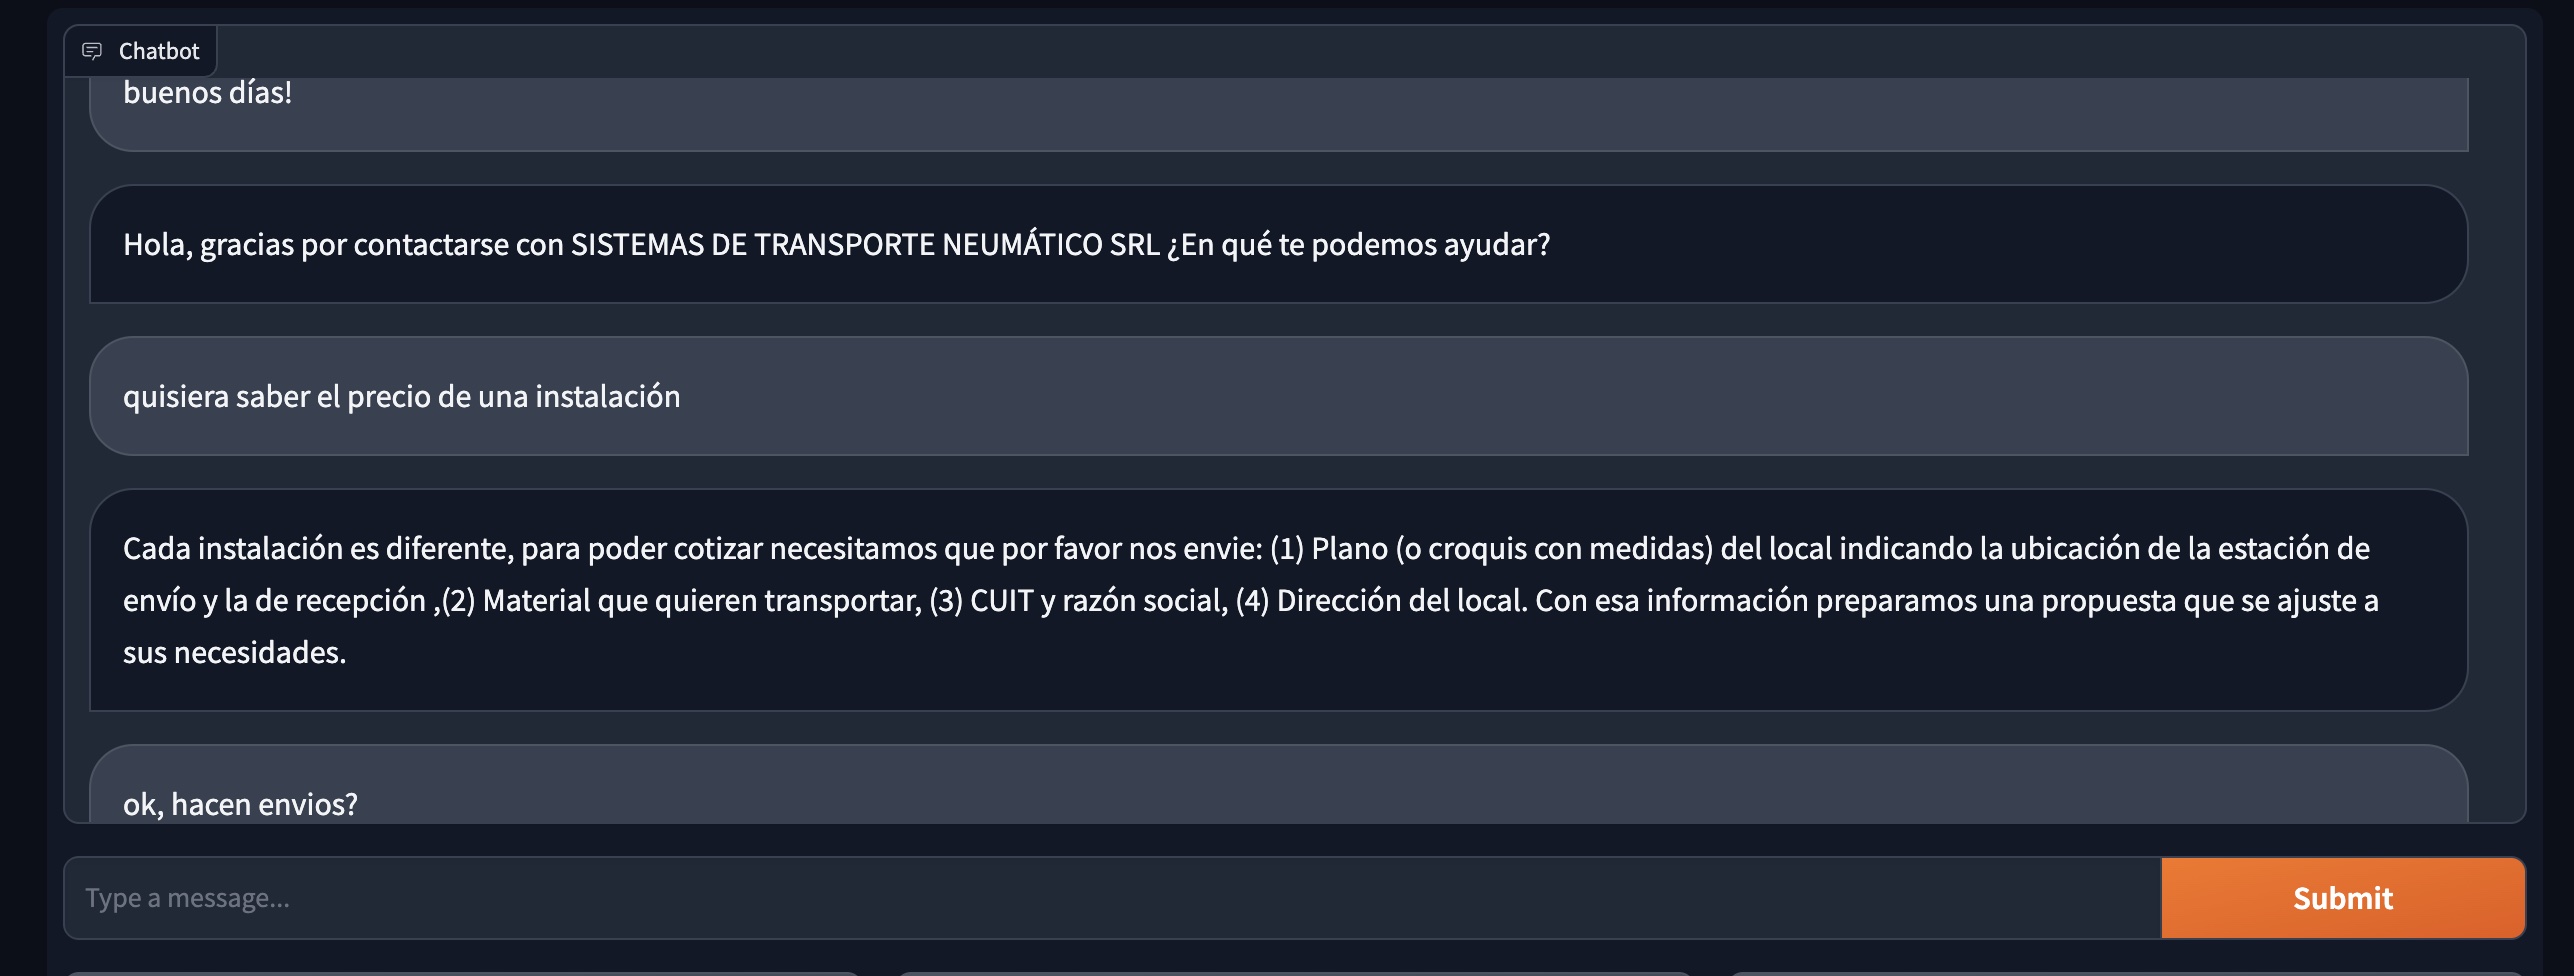 Chatbot
buenos días!
Hola, gracias por contactarse con SISTEMAS DE TRANSPORTE NEUMÁTICO SRL ¿En qué te podemos ayudar?
quisiera saber el precio de una instalación
Cada instalación es diferente, para poder cotizar necesitamos que por favor nos envie: (1) Plano (o croquis con medidas) del local indicando la ubicación de la estación de
envío y la de recepción ,(2) Material que quieren transportar, (3) CUIT y razón social, (4) Dirección del local. Con esa información preparamos una propuesta que se ajuste a
sus necesidades.
ok, hacen envios?
Type a message...
Submit